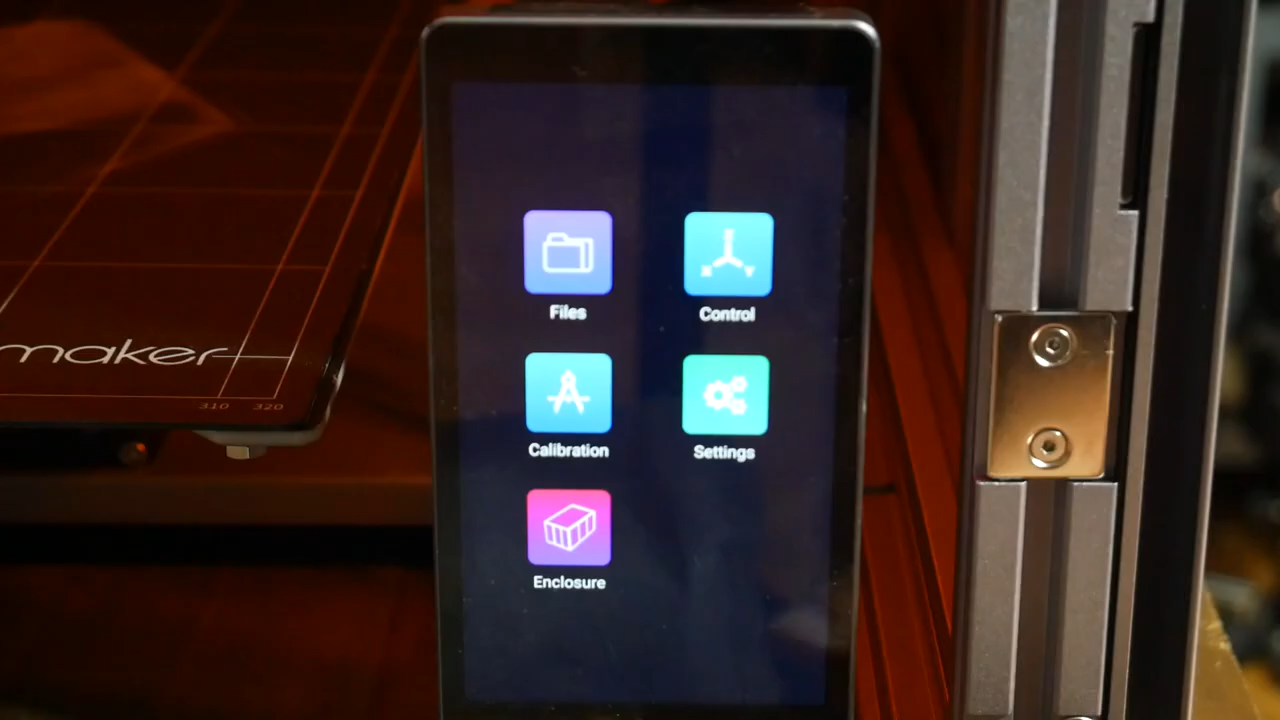 Files
Control
Calibration
Settings
Enclosure
X
Y
maker
310 320